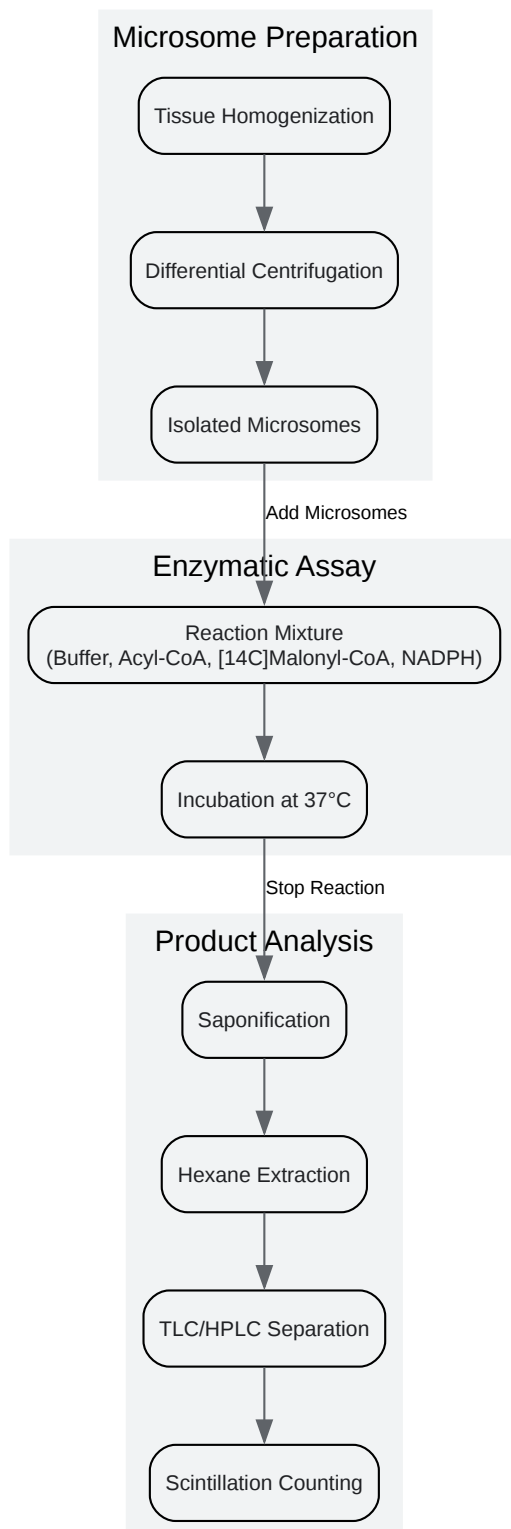 Microsome Preparation
Tissue Homogenization
Differential Centrifugation
Isolated Microsomes
Add Microsomes
Enzymatic Assay
Reaction Mixture
(Buffer, Acyl-CoA, [14C]Malonyl-CoA, NADPH)
Incubation at 37°C
Stop Reaction
Product Analysis
Saponification
Hexane Extraction
TLC/HPLC Separation
Scintillation Counting